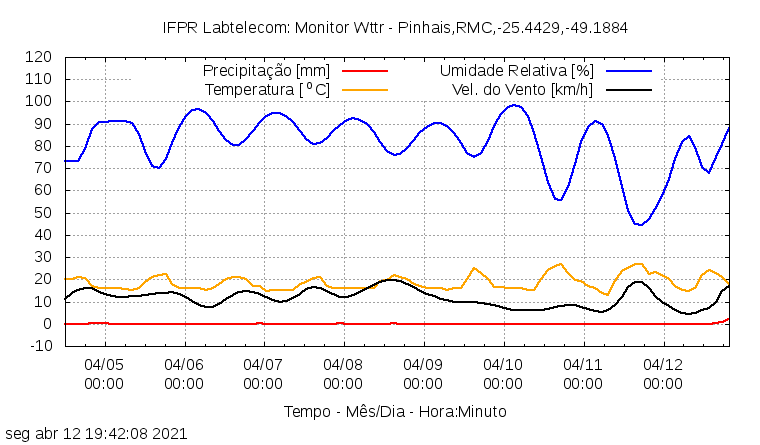 IFPR Labtelecom: Monitor Wttr - Pinhais,RMC,-25.4429,-49.1884
Precipitação [mm]
Temperatura [⁰C]
Umidade Relativa [%]
Vel. do Vento [km/h]
120
110
100
90
80
70
60
50
40
30
20
10
0
-10
04/05 04/06 04/07 04/08 04/09 04/10 04/11 04/12
00:00 00:00 00:00 00:00 00:00 00:00 00:00 00:00
Tempo - Mês/Dia - Hora:Minuto
seg abr 12 19:42:08 2021